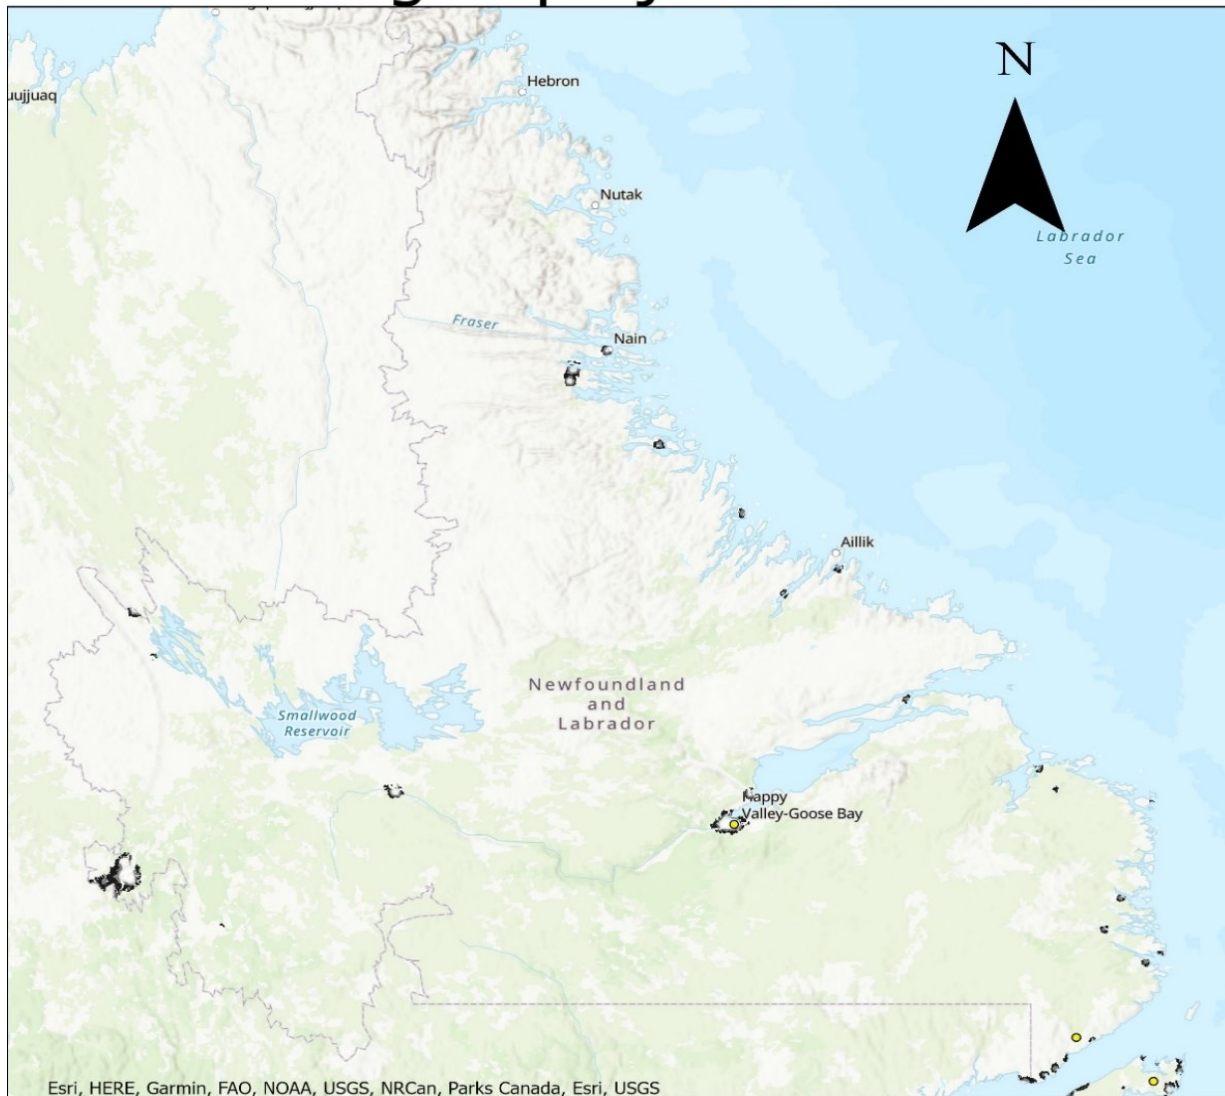 Hebron
N
uujjuaq
Nutak
Labrador
Sea
Fraser
Nain
Aillik
Newfoundland
and
Labrador
Smallwood
Reservoir
Happy
Valley-Goose Bay
Esri, HERE, Garmin, FAO, NOAA, USGS, NRCan, Parks Canada, Esri, USGS